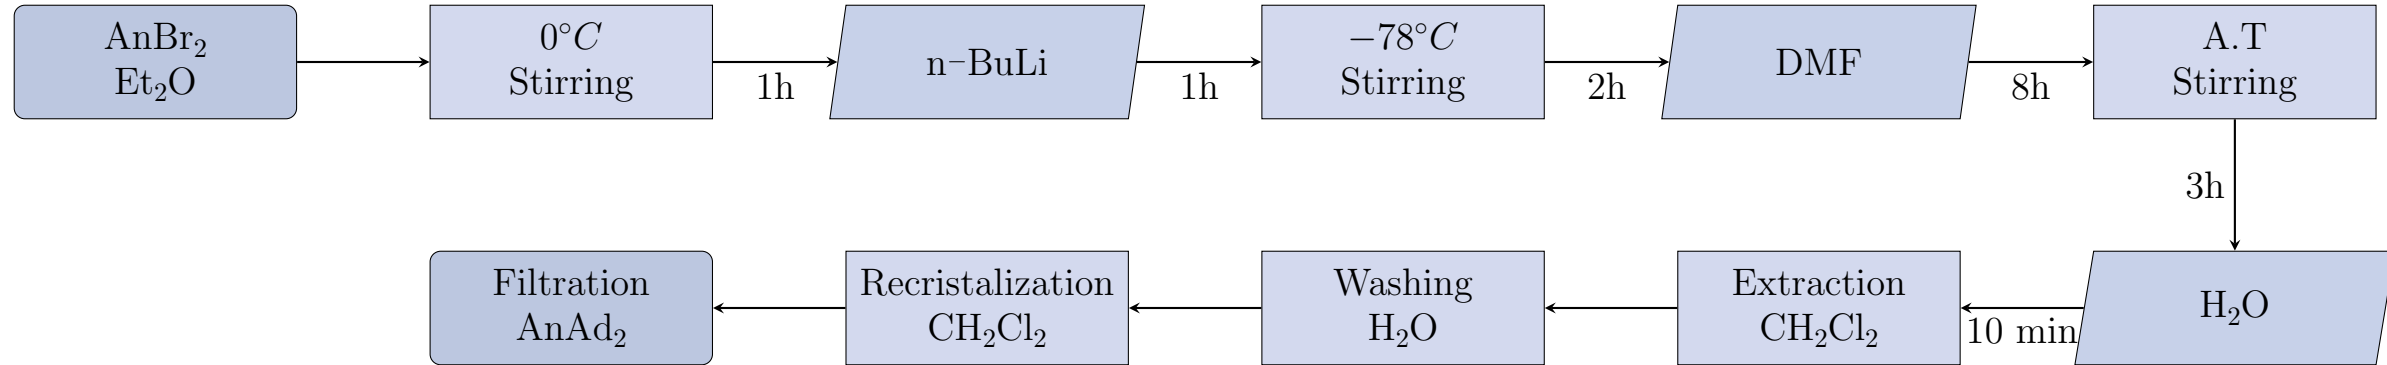 AnBr₂
Et₂O
0°C
Stirring
1h
n–BuLi
1h
−78°C
Stirring
2h
DMF
8h
A.T
Stirring
3h
H₂O
10 min
Extraction
CH₂Cl₂
Washing
H₂O
Recristalization
CH₂Cl₂
Filtration
AnAd₂